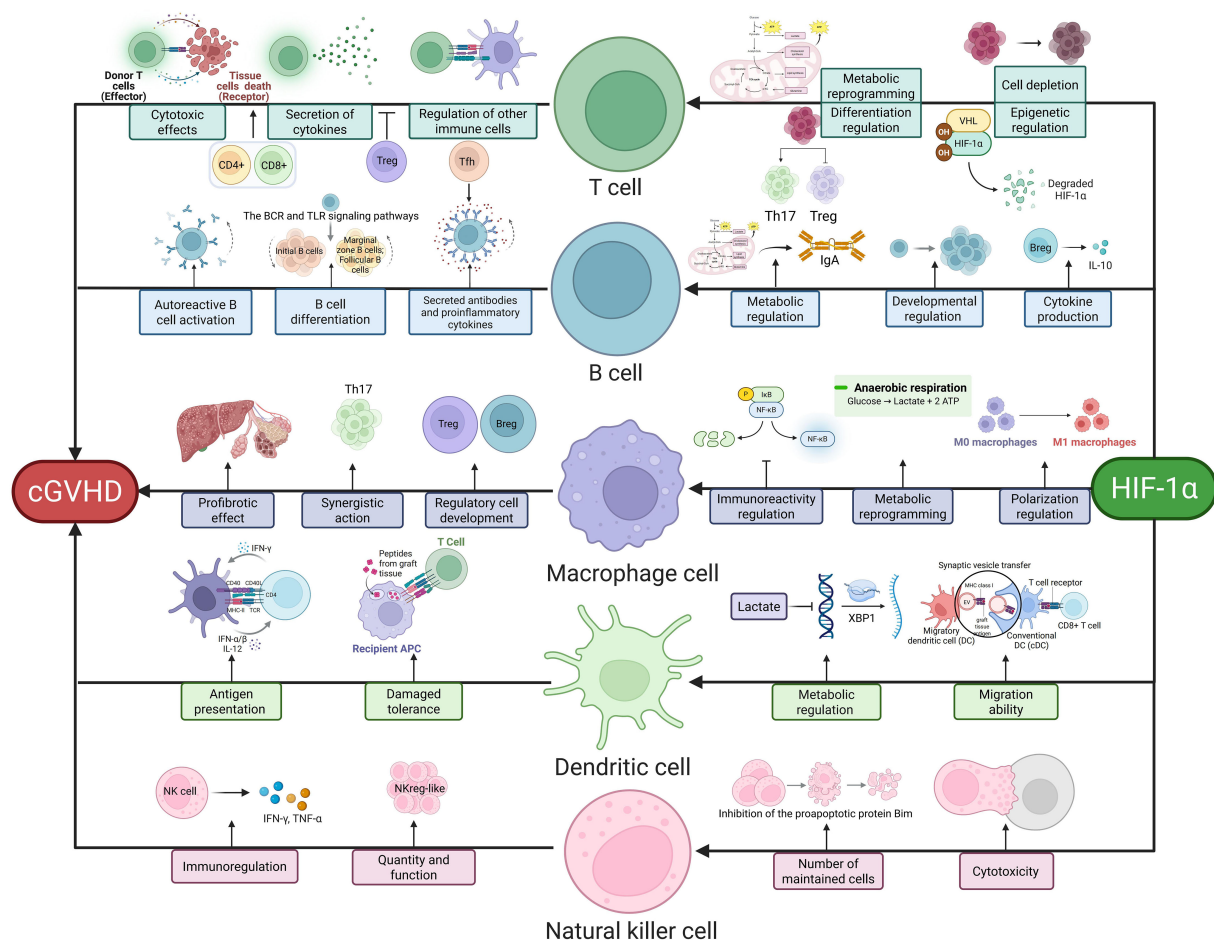 Donor T
cells
(Effector)
Tissue
cells death
(Receptor)
Cytotoxic
effects
Secretion of
cytokines
Regulation of other
immune cells
CD4+
CD8+
Treg
Tfh
T cell
ATP
ATP
Metabolic
reprogramming
Differentiation
regulation
Th17
Treg
Cell depletion
Epigenetic
regulation
VHL
OH
HIF-1α
OH
Degraded
HIF-1α
The BCR and TLR signaling pathways
Initial B cells
Marginal
zone B cells;
Follicular B
cells
Autoreactive B
cell activation
B cell
differentiation
Secreted antibodies
and proinflammatory
cytokines
B cell
IgA
Breg
IL-10
Metabolic
regulation
Developmental
regulation
Cytokine
production
Th17
Treg
Breg
Profibrotic
effect
Synergistic
action
Regulatory cell
development
Macrophage cell
P
IκB
NF-κB
NF-κB
Anaerobic respiration
Glucose → Lactate + 2 ATP
M0 macrophages
M1 macrophages
Immunoreactivity
regulation
Metabolic
reprogramming
Polarization
regulation
cGVHD
HIF-1α
IFN-γ
CD40
CD40L
CD4
MHC-II
TCR
IFN-α/β
IL-12
Peptides
from graft
tissue
T Cell
Recipient APC
Antigen
presentation
Damaged
tolerance
Dendritic cell
Lactate
XBP1
Synaptic vesicle transfer
MHC class I
EV
graft
tissue
antigen
T cell receptor
CD8+ T cell
Migratory
dendritic cell (DC)
Conventional
DC (cDC)
Metabolic
regulation
Migration
ability
NK cell
IFN-γ, TNF-α
NKreg-like
Immunoregulation
Quantity and
function
Natural killer cell
Inhibition of the proapoptotic protein Bim
Number of
maintained cells
Cytotoxicity